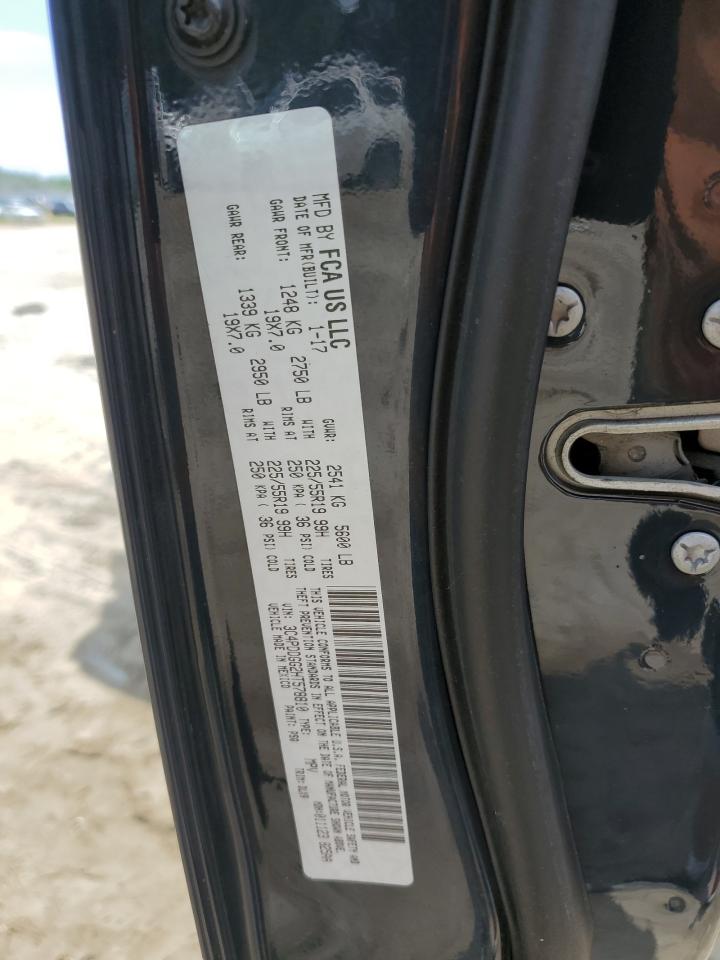 MFD BY FCA US LLC
DATE OF MFR(BUILT): 1-17 GVWR: 2541 KG 5600 LB
GAWR FRONT: 1248 KG 2750 LB WITH 225/55R19 99H TIRES
19X7.0 RIMS AT 250 KPA ( 36 PSI) COLD
GAWR REAR: 1339 KG 2950 LB WITH 225/55R19 99H TIRES
19X7.0 RIMS AT 250 KPA ( 36 PSI) COLD
THIS VEHICLE CONFORMS TO ALL APPLICABLE U.S.A. FEDERAL MOTOR VEHICLE SAFETY AND
THEFT PREVENTION STANDARDS IN EFFECT ON THE DATE OF MANUFACTURE SHOWN ABOVE.
VIN: TYPE: MPV
VEHICLE MADE IN MEXICO PAINT: TRIM: